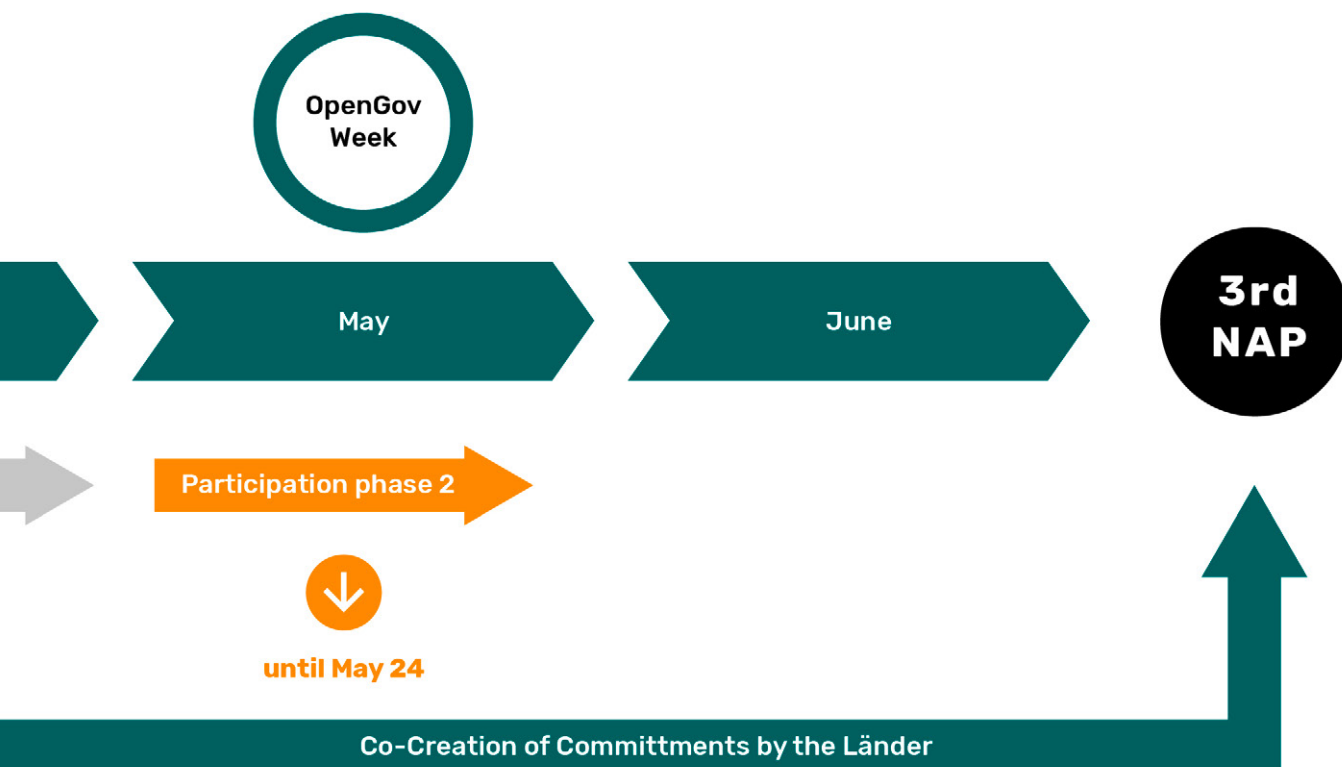 OpenGov
Week
May
June
3rd
NAP
Participation phase 2
until May 24
Co-Creation of Committments by the Länder